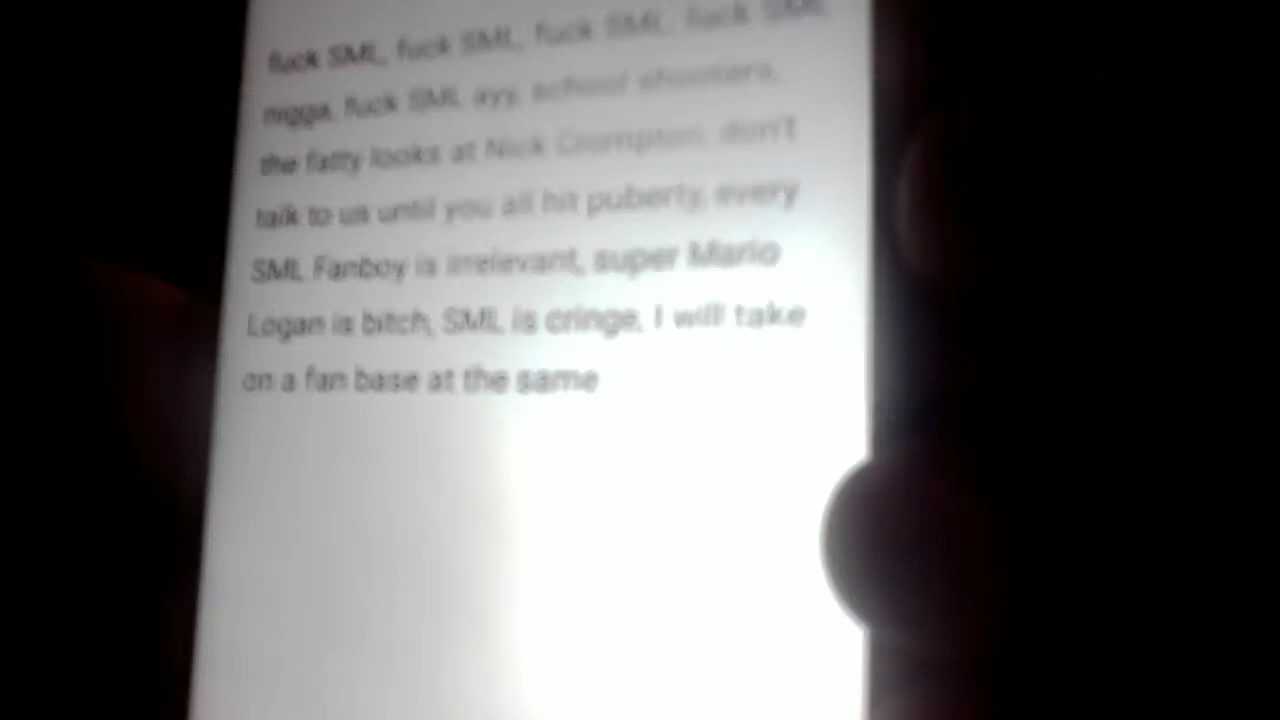 fuck SML, fuck SML, fuck SML, fuck SML
nigga, fuck SML ayy, school shooters,
the fatty looks at Nick Crompton, don't
talk to us until you all hit puberty, every
SML Fanboy is irrelevant, super Mario
Logan is bitch, SML is cringe, I will take
on a fan base at the same